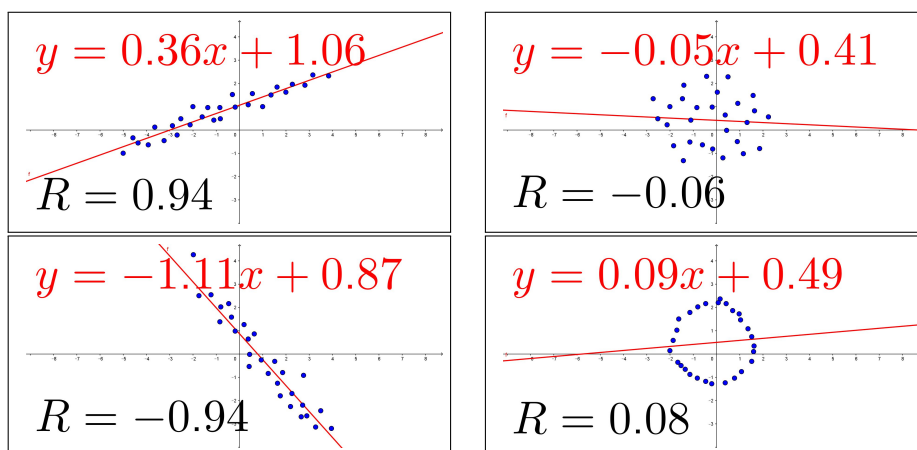 y = 0.36x + 1.06
R = 0.94
y = −0.05x + 0.41
R = −0.06
y = −1.11x + 0.87
R = −0.94
y = 0.09x + 0.49
R = 0.08